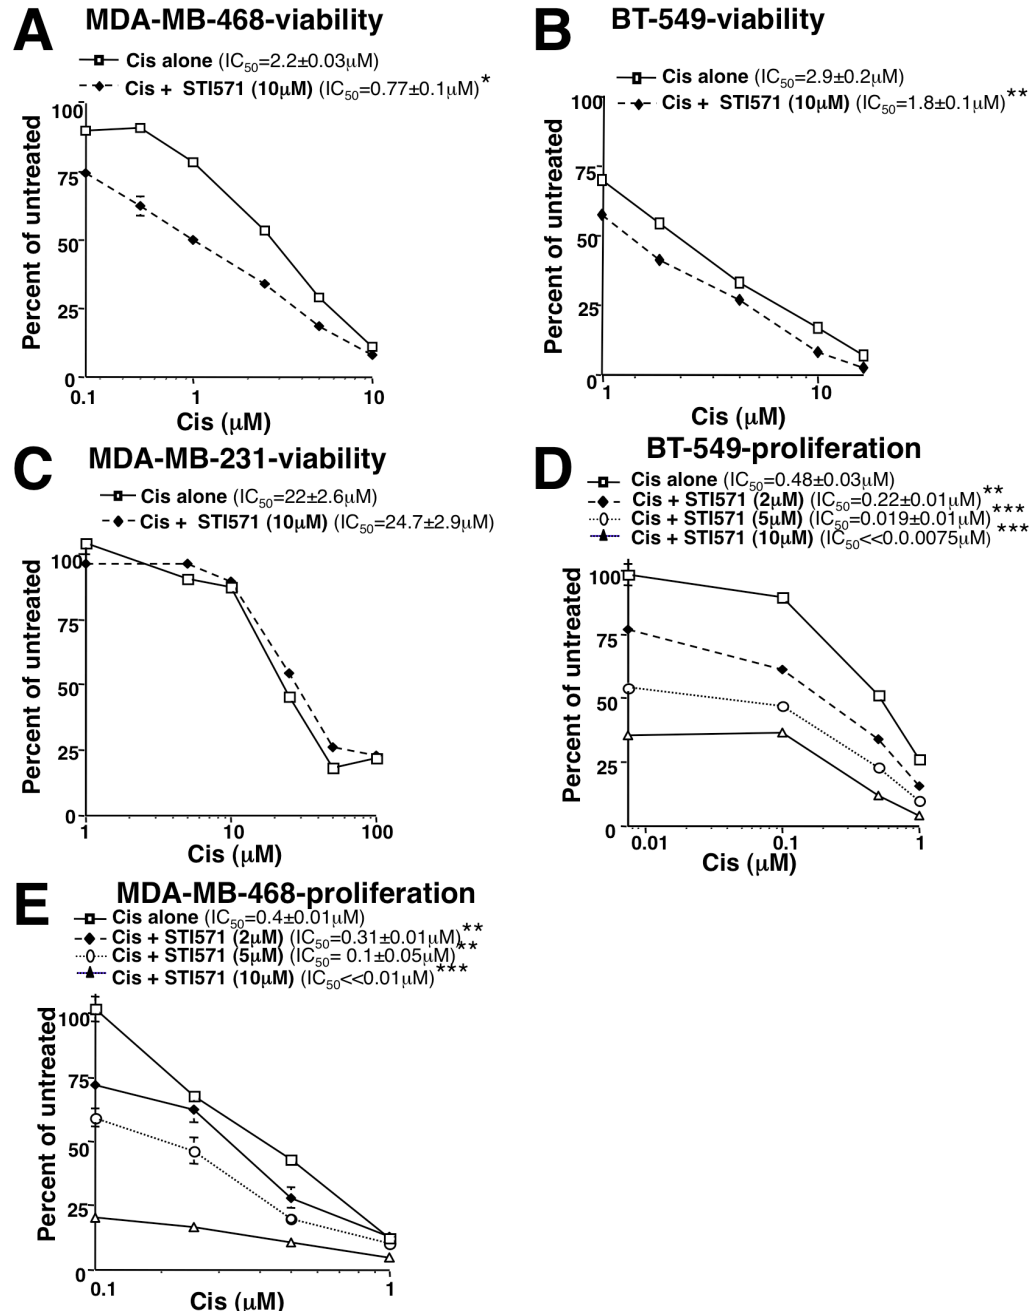 A
MDA-MB-468-viability
Cis alone (IC50=2.2±0.03µM)
Cis + STI571 (10µM) (IC50=0.77±0.1µM)*
Percent of untreated
100
75
50
25
0
0.1 1 10
Cis (µM)
B
BT-549-viability
Cis alone (IC50=2.9±0.2µM)
Cis + STI571 (10µM) (IC50=1.8±0.1µM)**
Percent of untreated
100
75
50
25
0
1 10
Cis (µM)
C
MDA-MB-231-viability
Cis alone (IC50=22±2.6µM)
Cis + STI571 (10µM) (IC50=24.7±2.9µM)
Percent of untreated
100
75
50
25
0
1 10 100
Cis (µM)
D
BT-549-proliferation
Cis alone (IC50=0.48±0.03µM)
Cis + STI571 (2µM) (IC50=0.22±0.01µM)**
Cis + STI571 (5µM) (IC50=0.019±0.01µM)***
Cis + STI571 (10µM) (IC50<<0.0.0075µM)***
Percent of untreated
100
75
50
25
0
0.01 0.1 1
Cis (µM)
E
MDA-MB-468-proliferation
Cis alone (IC50=0.4±0.01µM)
Cis + STI571 (2µM) (IC50=0.31±0.01µM)**
Cis + STI571 (5µM) (IC50= 0.1±0.05µM)**
Cis + STI571 (10µM) (IC50<<0.01µM)***
Percent of untreated
100
75
50
25
0
0.1 1
Cis (µM)